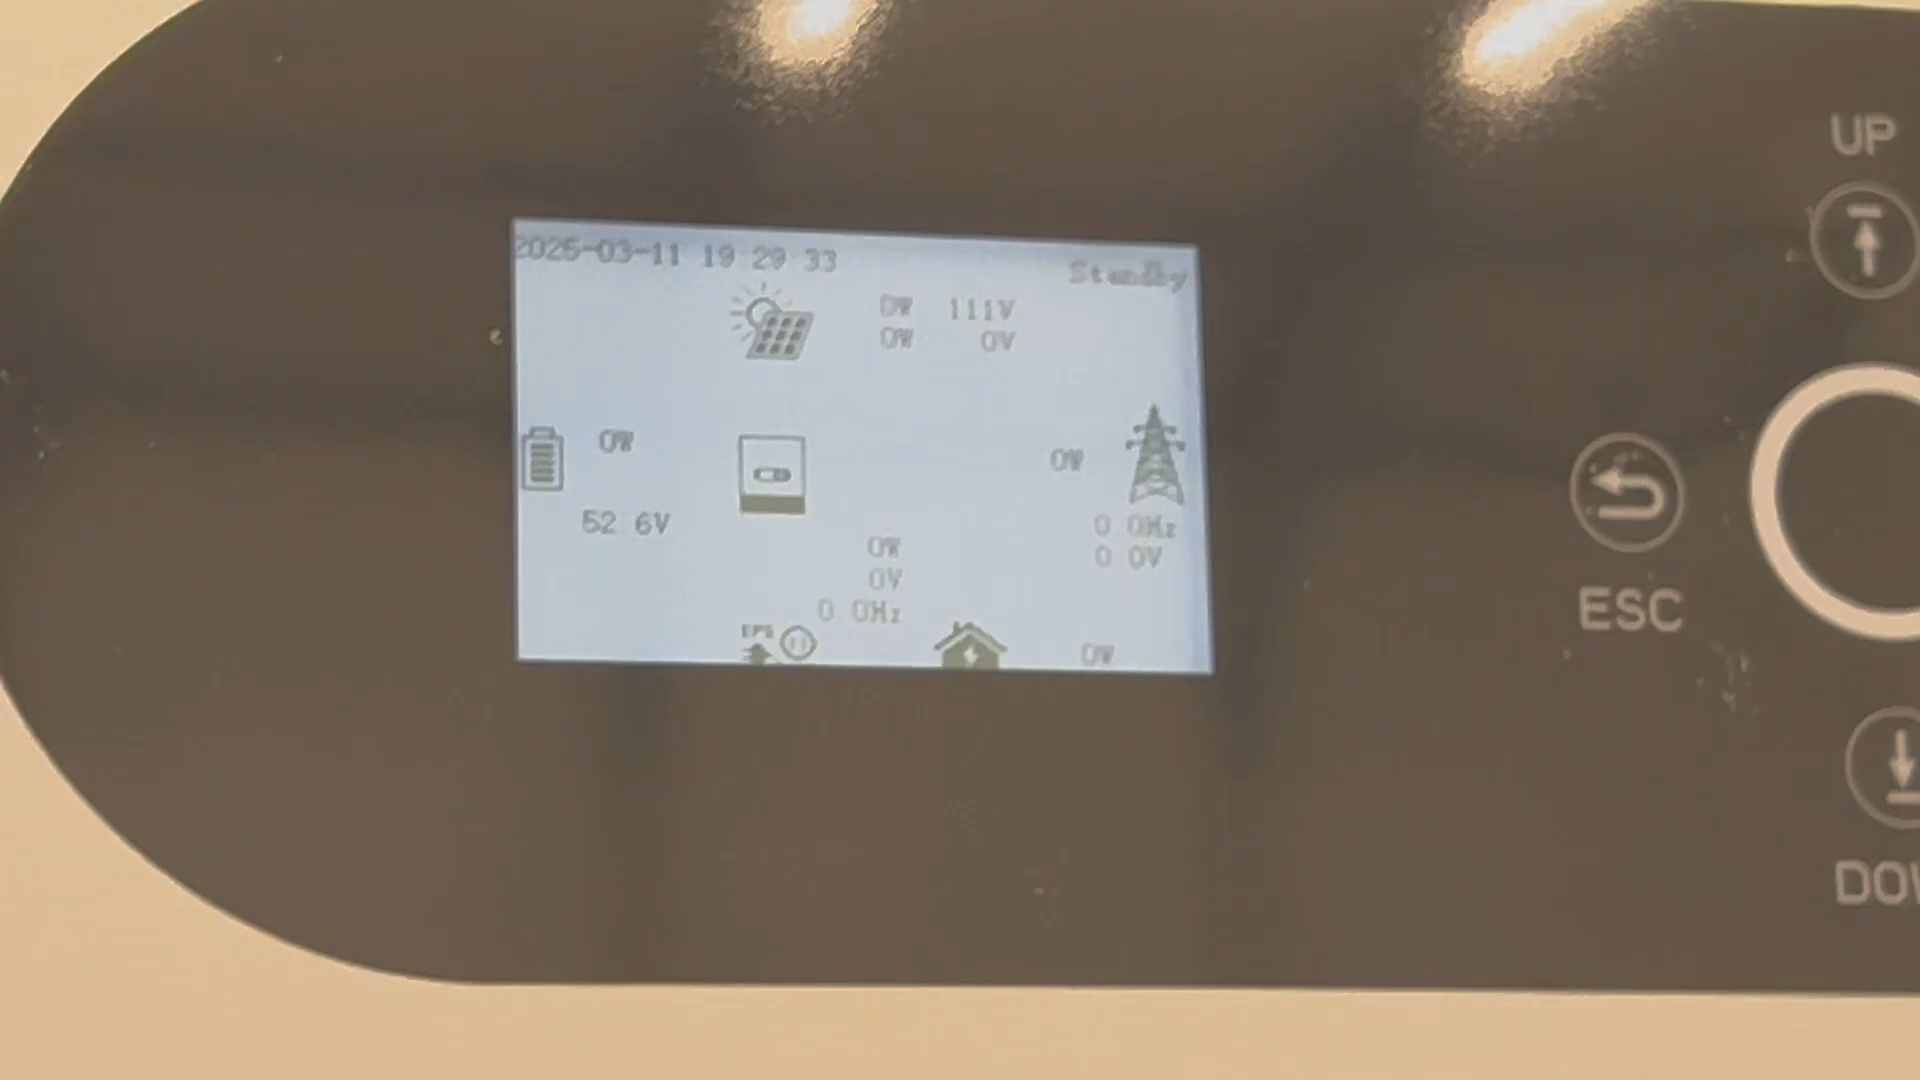 2025-03-11 19 29 33
Standby
0W 111V
0W 0V
0W
52.6V
0W
0.0Hz
0.0V
0W
0V
0.0Hz
EPS
0W
UP
ESC